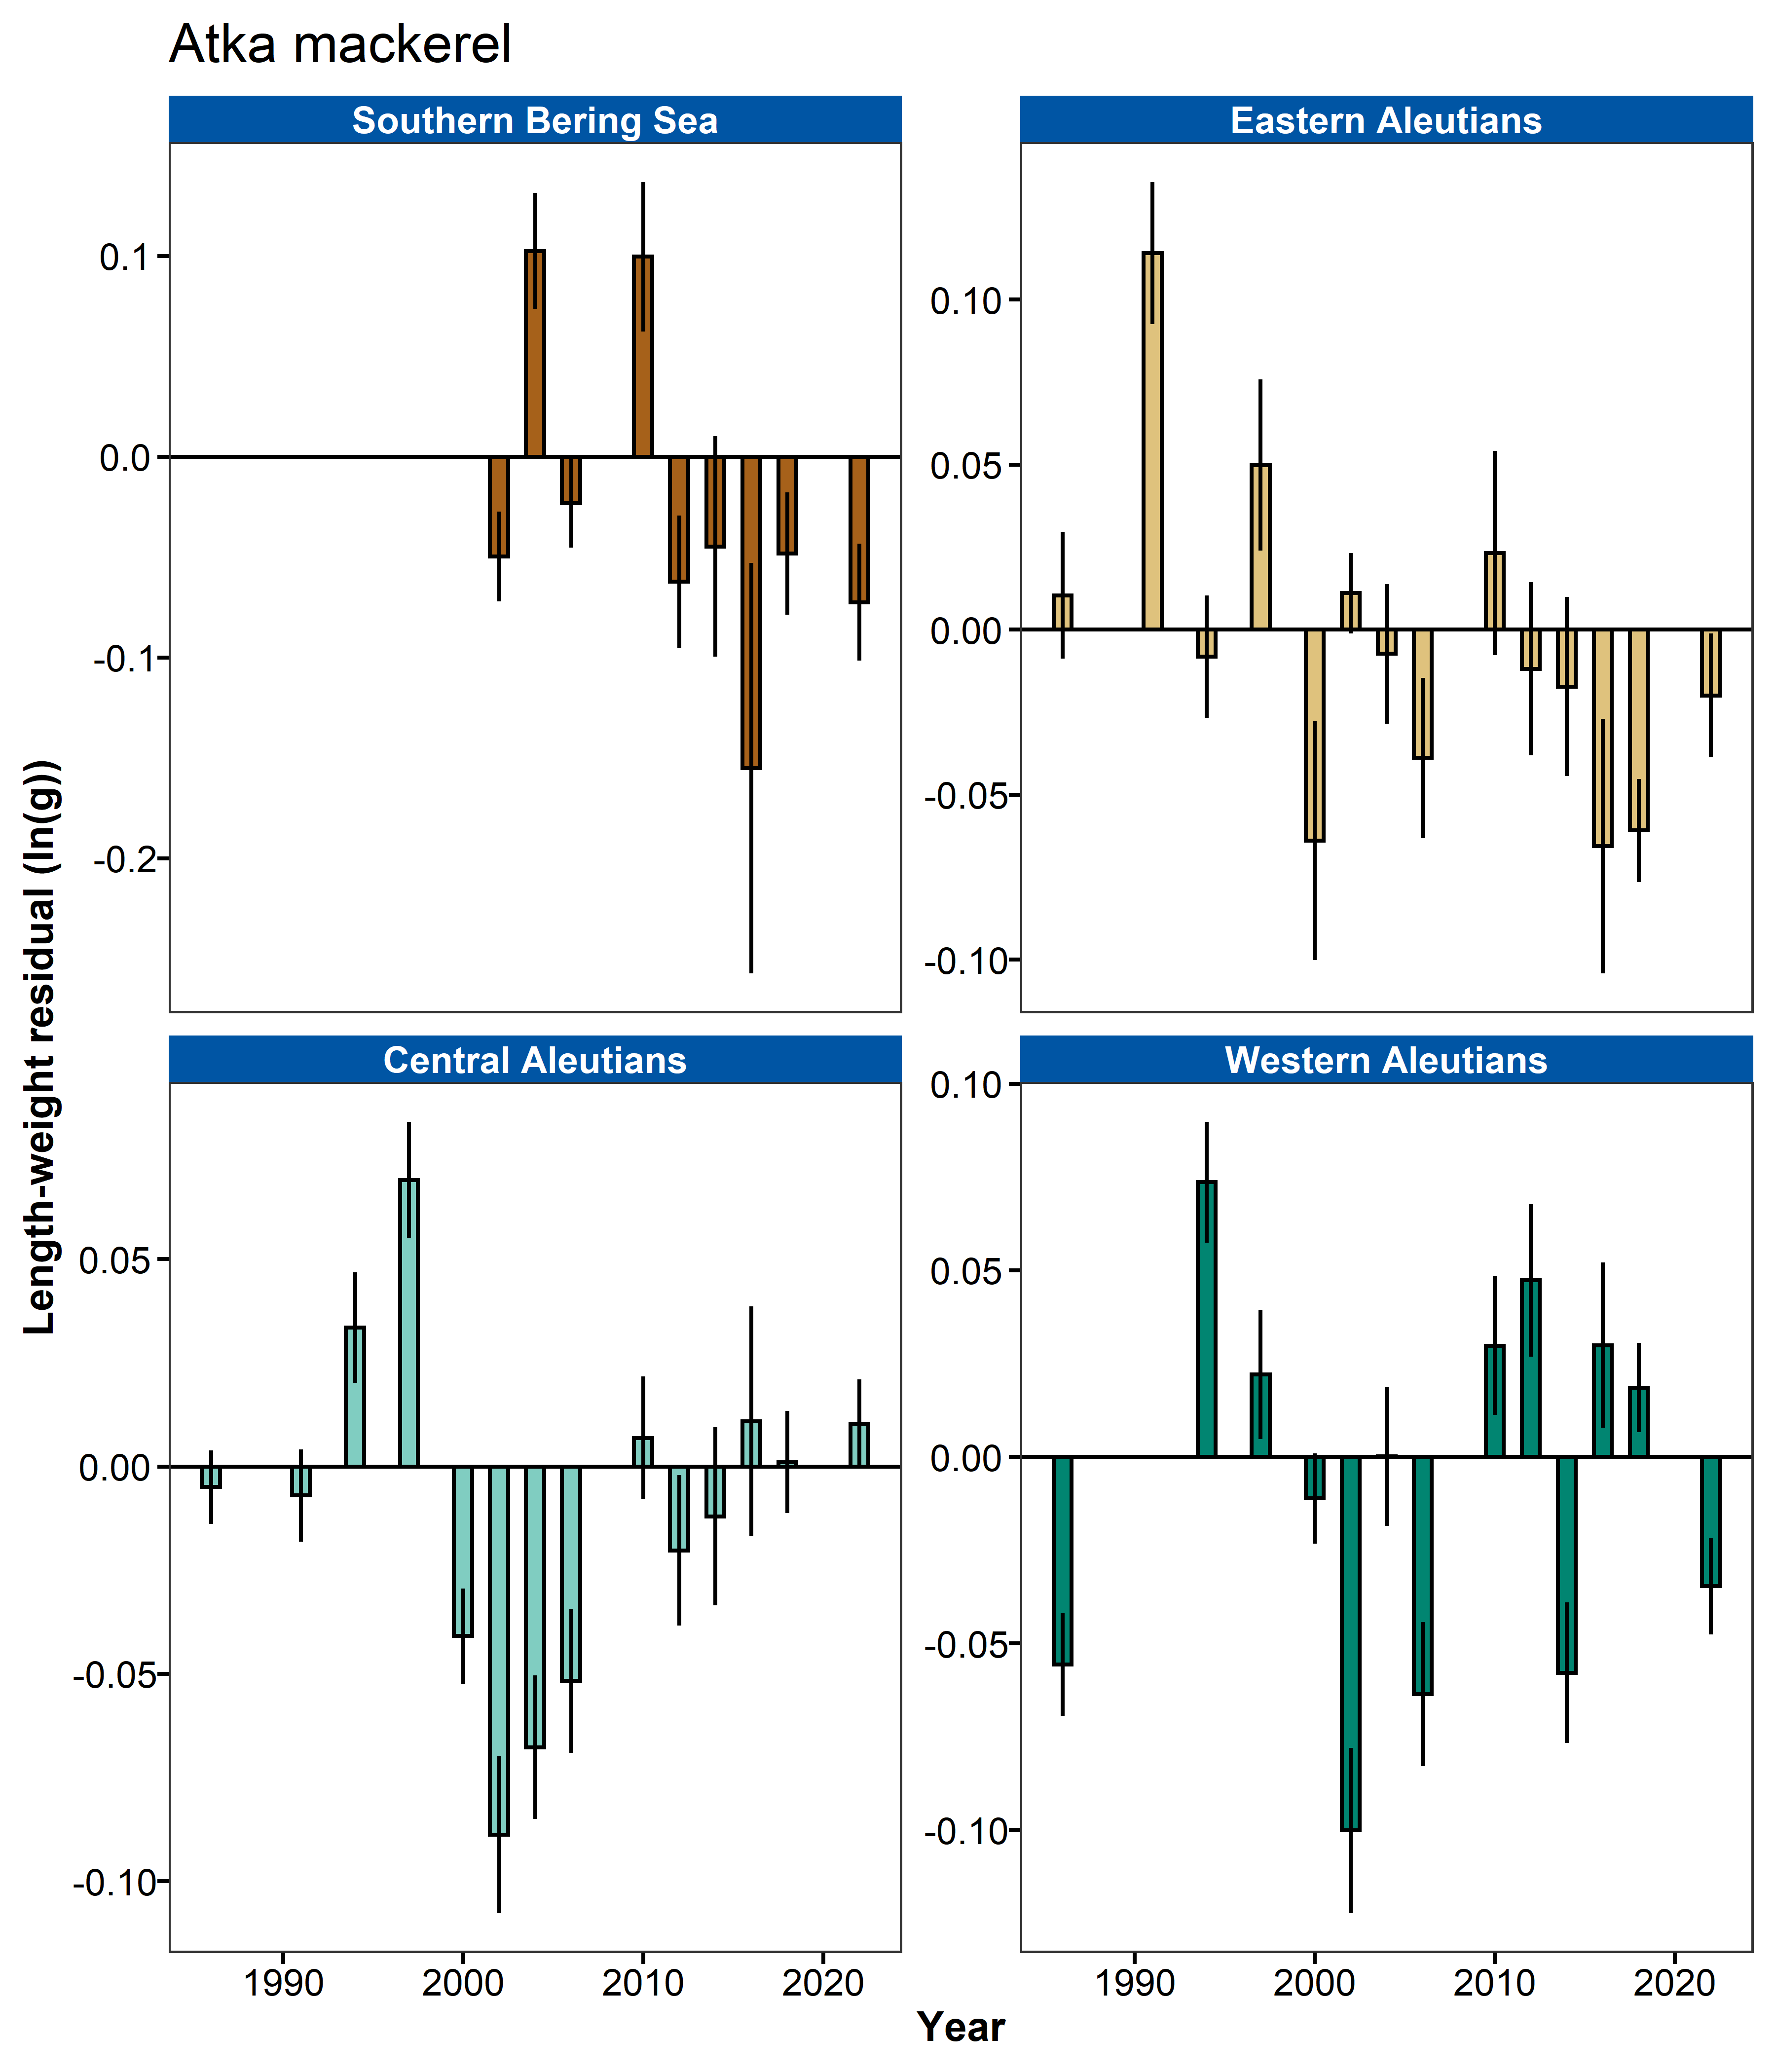 Atka mackerel
Southern Bering Sea
Eastern Aleutians
0.1
0.0
-0.1
-0.2
0.10
0.05
0.00
-0.05
-0.10
Length-weight residual (ln(g))
Central Aleutians
Western Aleutians
0.05
0.00
-0.05
-0.10
0.10
0.05
0.00
-0.05
-0.10
1990 2000 2010 2020
1990 2000 2010 2020
Year